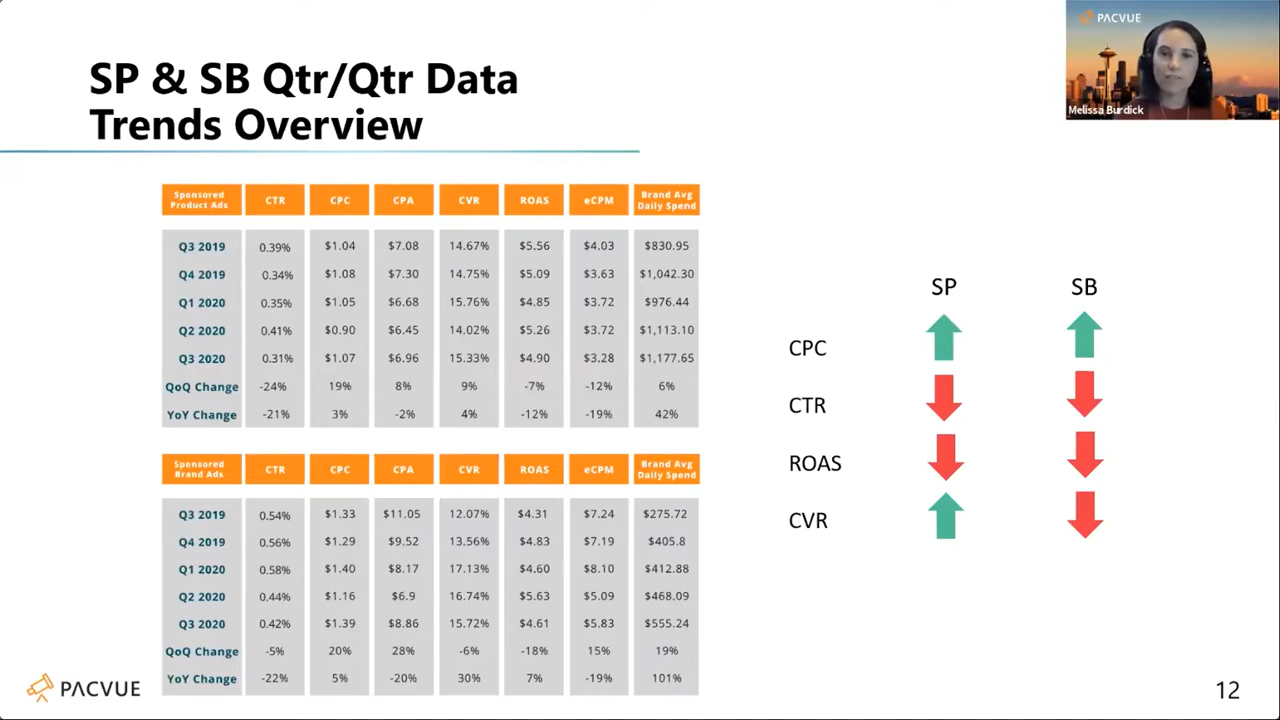 PACVUE
Melissa Burdick
SP & SB Qtr/Qtr Data
Trends Overview
Sponsored Product Ads CTR CPC CPA CVR ROAS eCPM Brand Avg Daily Spend
Q3 2019 0.39% $1.04 $7.08 14.67% $5.56 $4.03 $830.95
Q4 2019 0.34% $1.08 $7.30 14.75% $5.09 $3.63 $1,042.30
Q1 2020 0.35% $1.05 $6.68 15.76% $4.85 $3.72 $976.44
Q2 2020 0.41% $0.90 $6.45 14.02% $5.26 $3.72 $1,113.10
Q3 2020 0.31% $1.07 $6.96 15.33% $4.90 $3.28 $1,177.65
QoQ Change -24% 19% 8% 9% -7% -12% 6%
YoY Change -21% 3% -2% 4% -12% -19% 42%
Sponsored Brand Ads CTR CPC CPA CVR ROAS eCPM Brand Avg Daily Spend
Q3 2019 0.54% $1.33 $11.05 12.07% $4.31 $7.24 $275.72
Q4 2019 0.56% $1.29 $9.52 13.56% $4.83 $7.19 $405.8
Q1 2020 0.58% $1.40 $8.17 17.13% $4.60 $8.10 $412.88
Q2 2020 0.44% $1.16 $6.9 16.74% $5.63 $5.09 $468.09
Q3 2020 0.42% $1.39 $8.86 15.72% $4.61 $5.83 $555.24
QoQ Change -5% 20% 28% -6% -18% 15% 19%
YoY Change -22% 5% -20% 30% 7% -19% 101%
SP SB
CPC
CTR
ROAS
CVR
PACVUE
12